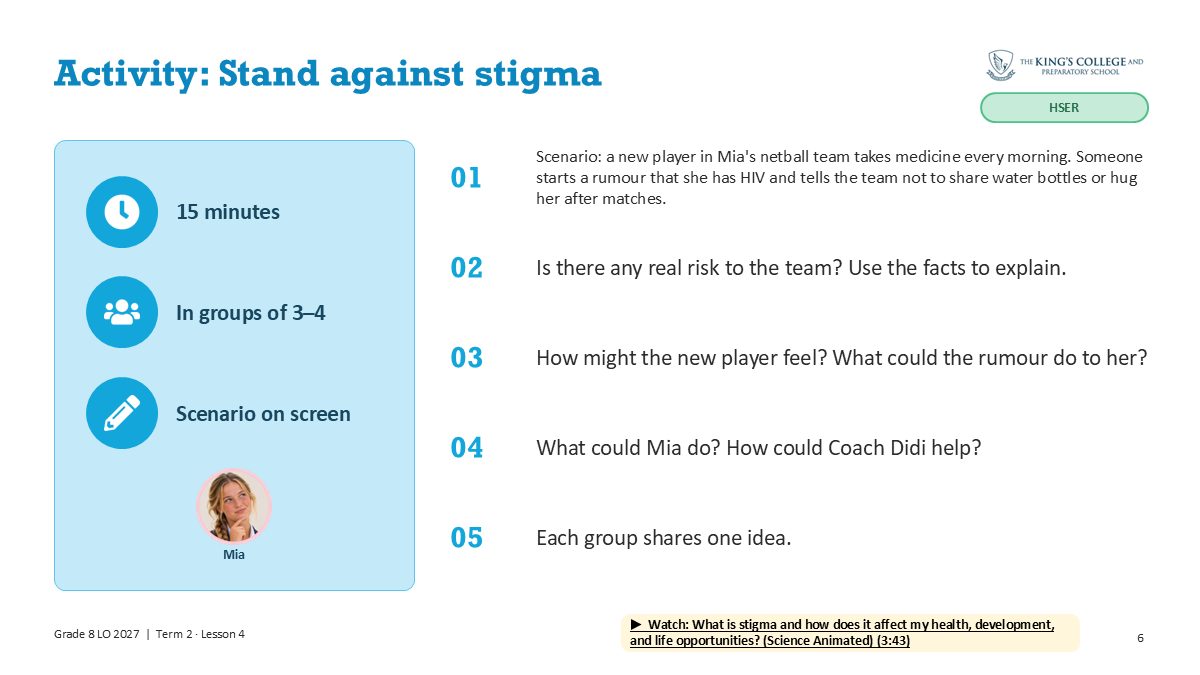 Activity: Stand against stigma
THE KING'S COLLEGE AND
PREPARATORY SCHOOL
HSER
15 minutes
In groups of 3–4
Scenario on screen
Mia
01
Scenario: a new player in Mia's netball team takes medicine every morning. Someone
starts a rumour that she has HIV and tells the team not to share water bottles or hug
her after matches.
02
Is there any real risk to the team? Use the facts to explain.
03
How might the new player feel? What could the rumour do to her?
04
What could Mia do? How could Coach Didi help?
05
Each group shares one idea.
Grade 8 LO 2027 | Term 2 · Lesson 4
▶ Watch: What is stigma and how does it affect my health, development,
and life opportunities? (Science Animated) (3:43)
6